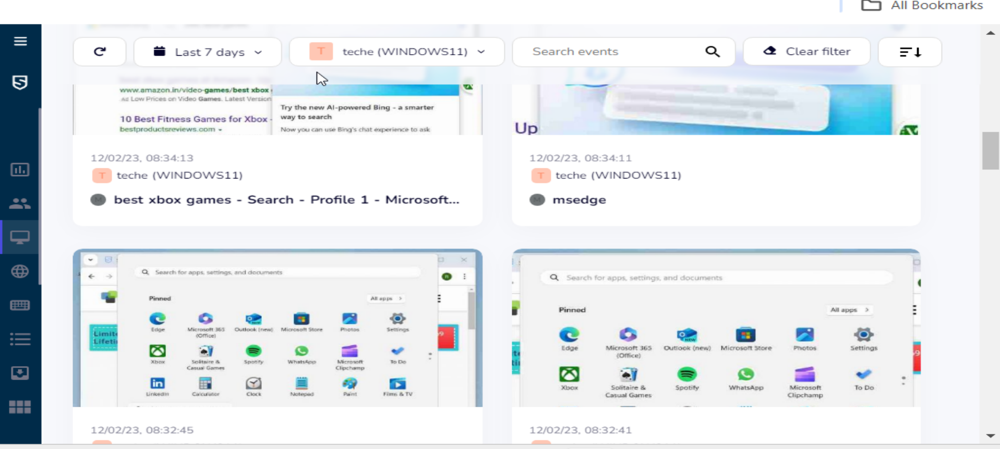 All Bookmarks
Last 7 days
T teche (WINDOWS11)
Search events
Clear filter
www.amazon.in/video-games/best xbox
Ad Low Prices on Video Games. Latest Version
10 Best Fitness Games for Xbox -
bestproductsreviews.com
Try the new AI-powered Bing - a smarter
way to search
Now you can use Bing's chat experience to ask
Up
12/02/23, 08:34:13
T teche (WINDOWS11)
M best xbox games - Search - Profile 1 - Microsoft...
12/02/23, 08:34:11
T teche (WINDOWS11)
M msedge
Search for apps, settings, and documents
Pinned
All apps >
Edge
Microsoft 365
(Office)
Outlook (new)
Microsoft Store
Photos
Settings
Xbox
Solitaire &
Casual Games
Spotify
WhatsApp
Microsoft
Clipchamp
To Do
LinkedIn
Calculator
Clock
Notepad
Paint
Films & TV
12/02/23, 08:32:45
Search for apps, settings, and documents
Pinned
All apps >
Edge
Microsoft 365
(Office)
Outlook (new)
Microsoft Store
Photos
Settings
Xbox
Solitaire &
Casual Games
Spotify
WhatsApp
Microsoft
Clipchamp
To Do
12/02/23, 08:32:41